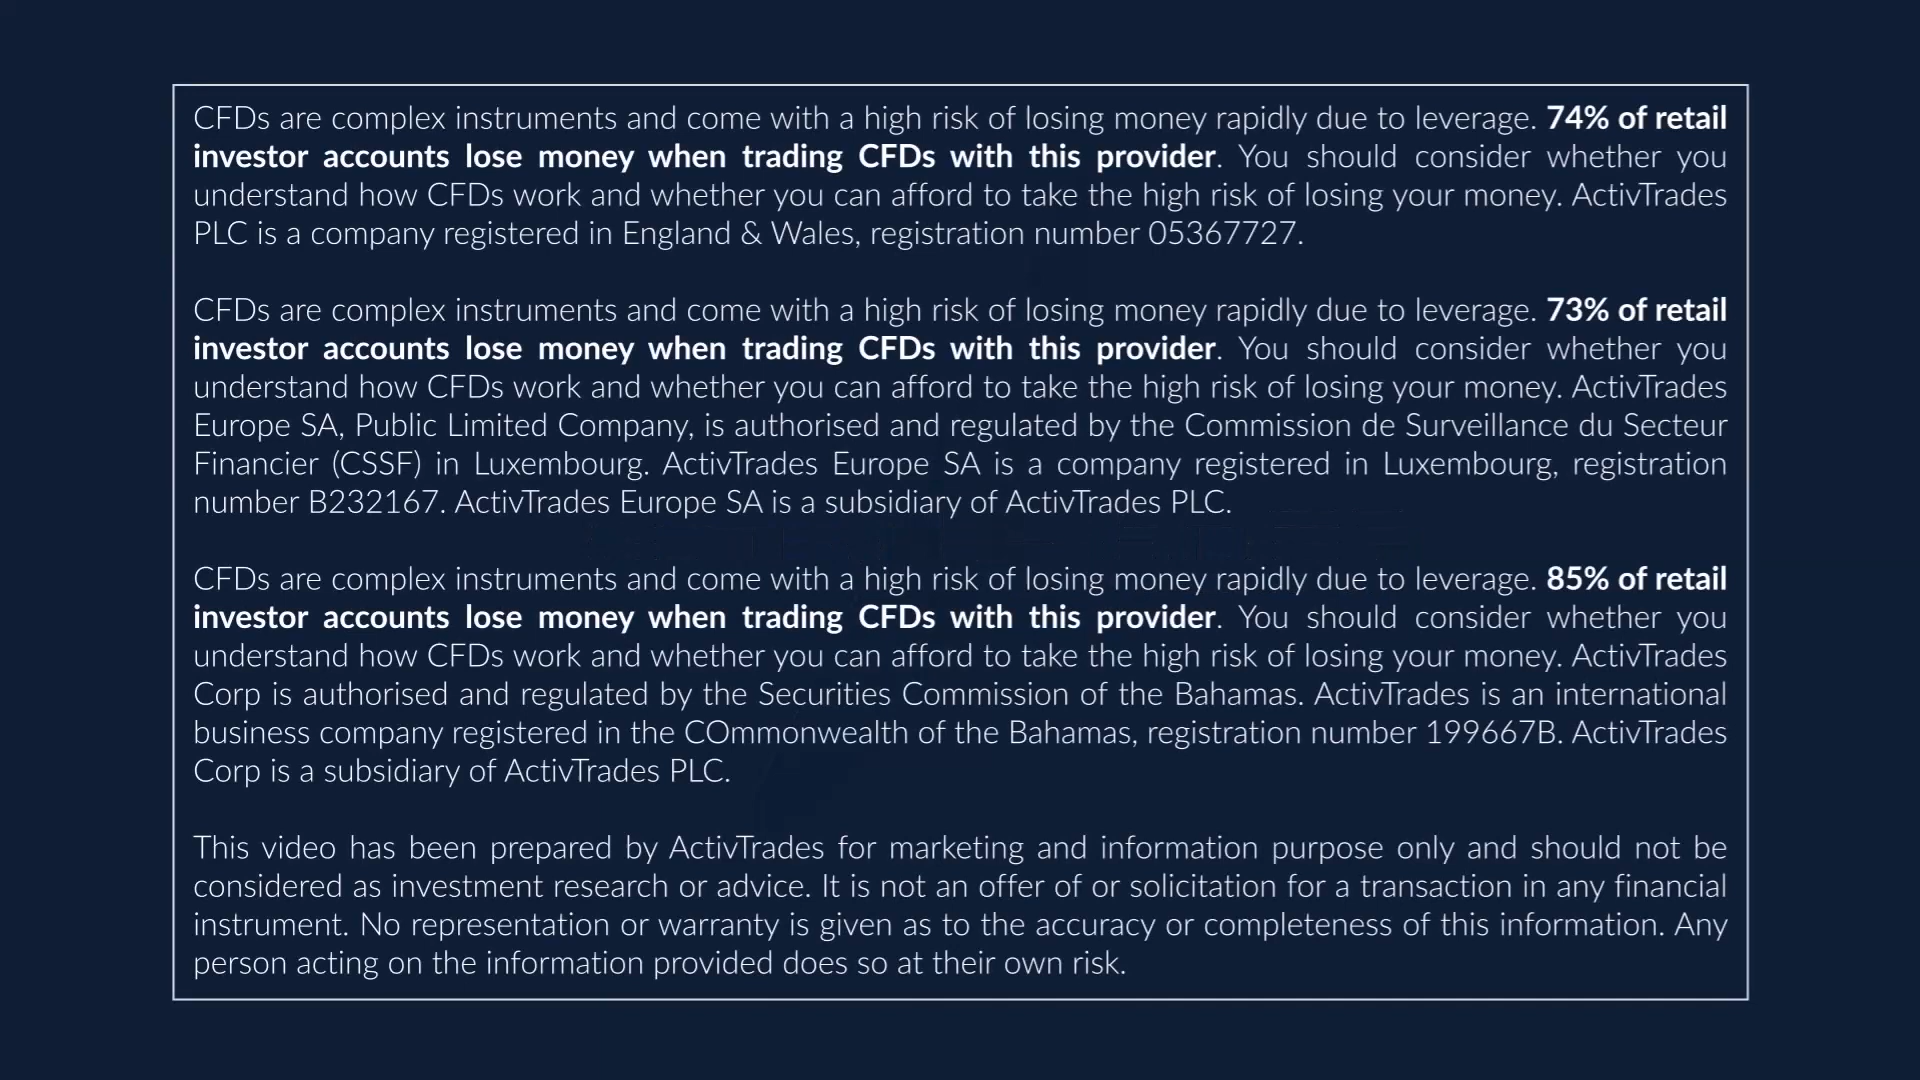 CFDs are complex instruments and come with a high risk of losing money rapidly due to leverage. 74% of retail
investor accounts lose money when trading CFDs with this provider. You should consider whether you
understand how CFDs work and whether you can afford to take the high risk of losing your money. ActivTrades
PLC is a company registered in England & Wales, registration number 05367727.
CFDs are complex instruments and come with a high risk of losing money rapidly due to leverage. 73% of retail
investor accounts lose money when trading CFDs with this provider. You should consider whether you
understand how CFDs work and whether you can afford to take the high risk of losing your money. ActivTrades
Europe SA, Public Limited Company, is authorised and regulated by the Commission de Surveillance du Secteur
Financier (CSSF) in Luxembourg. ActivTrades Europe SA is a company registered in Luxembourg, registration
number B232167. ActivTrades Europe SA is a subsidiary of ActivTrades PLC.
CFDs are complex instruments and come with a high risk of losing money rapidly due to leverage. 85% of retail
investor accounts lose money when trading CFDs with this provider. You should consider whether you
understand how CFDs work and whether you can afford to take the high risk of losing your money. ActivTrades
Corp is authorised and regulated by the Securities Commission of the Bahamas. ActivTrades is an international
business company registered in the COmmonwealth of the Bahamas, registration number 199667B. ActivTrades
Corp is a subsidiary of ActivTrades PLC.
This video has been prepared by ActivTrades for marketing and information purpose only and should not be
considered as investment research or advice. It is not an offer of or solicitation for a transaction in any financial
instrument. No representation or warranty is given as to the accuracy or completeness of this information. Any
person acting on the information provided does so at their own risk.